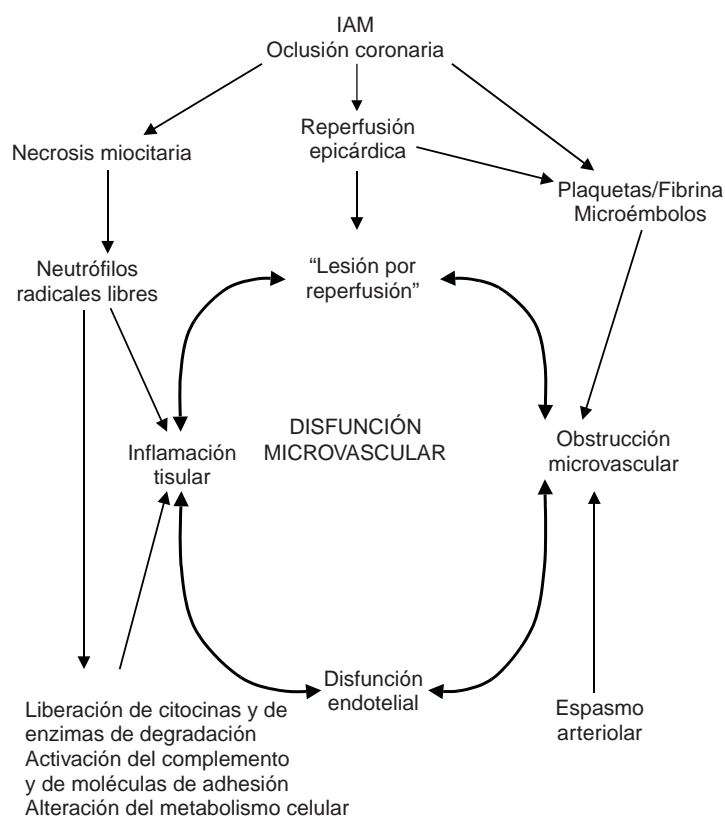 IAM
Oclusión coronaria
Necrosis miocitaria
Reperfusión
epicárdica
Plaquetas/Fibrina
Microémbolos
Neutrófilos
radicales libres
“Lesión por
reperfusión”
Inflamación
tisular
DISFUNCIÓN
MICROVASCULAR
Obstrucción
microvascular
Disfunción
endotelial
Liberación de citocinas y de
enzimas de degradación
Activación del complemento
y de moléculas de adhesión
Alteración del metabolismo celular
Espasmo
arteriolar